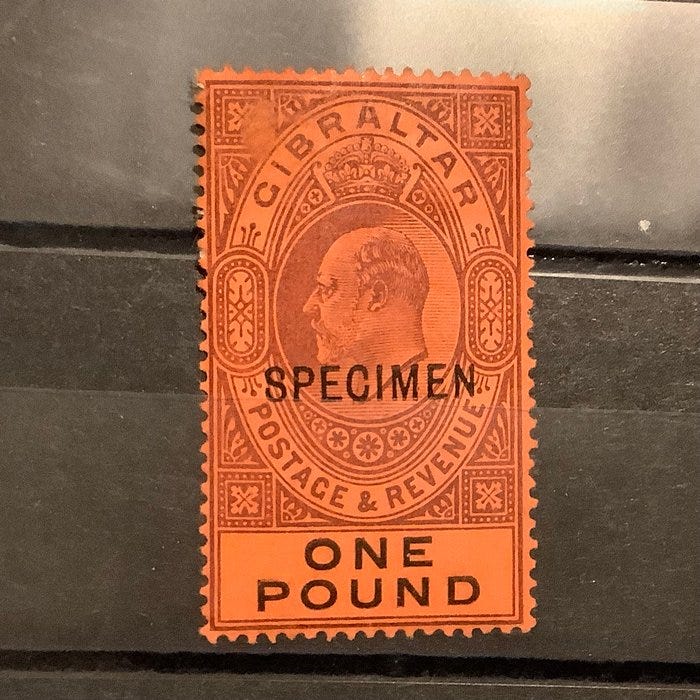 GIBRALTAR
SPECIMEN
POSTAGE & REVENUE
ONE
POUND